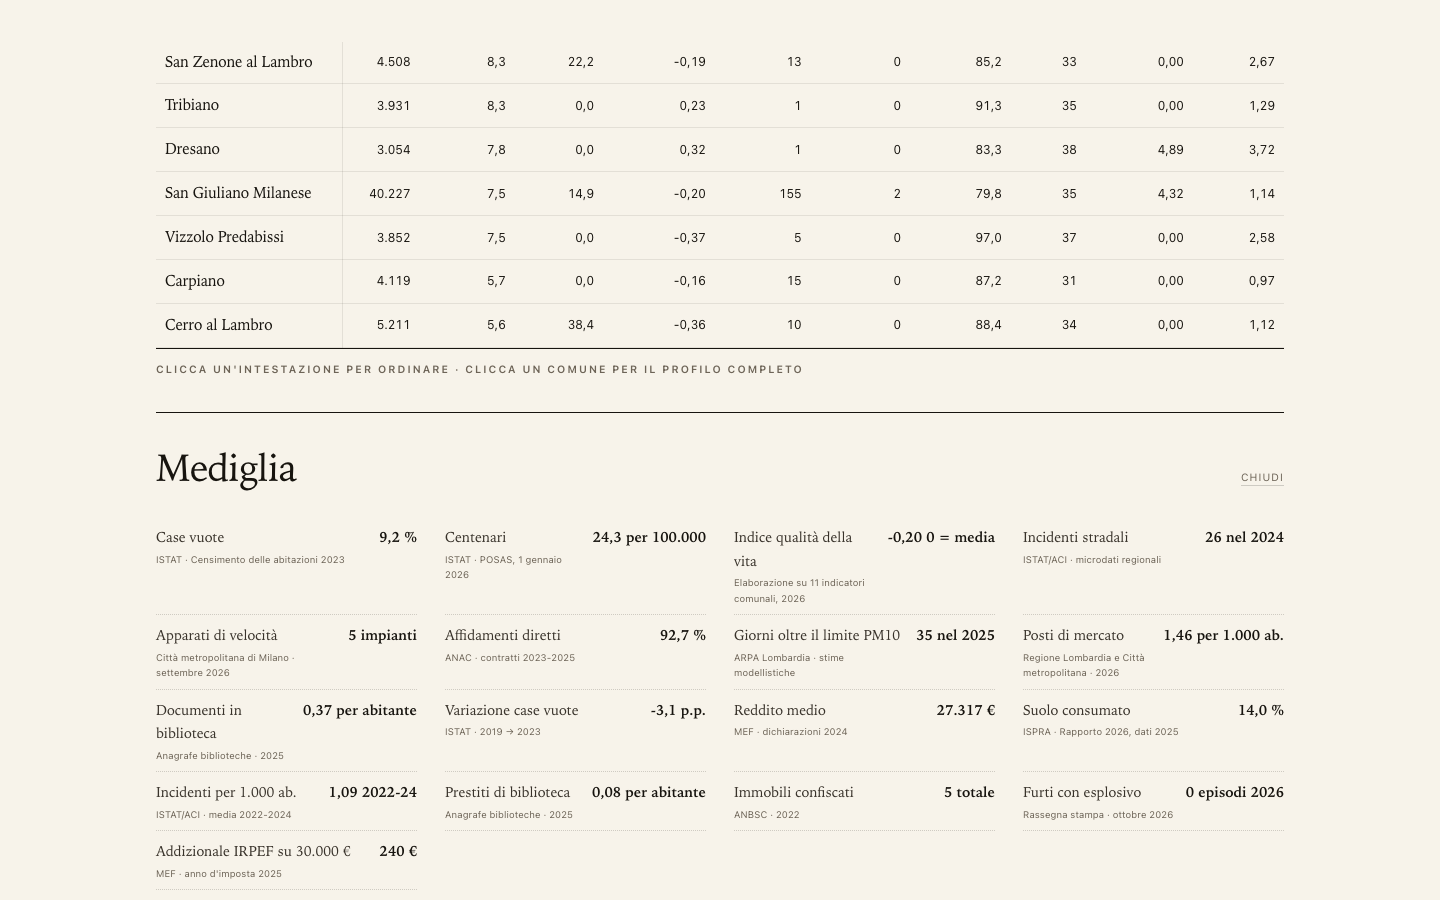 San Zenone al Lambro 4.508 8,3 22,2 -0,19 13 0 85,2 33 0,00 2,67
Tribiano 3.931 8,3 0,0 0,23 1 0 91,3 35 0,00 1,29
Dresano 3.054 7,8 0,0 0,32 1 0 83,3 38 4,89 3,72
San Giuliano Milanese 40.227 7,5 14,9 -0,20 155 2 79,8 35 4,32 1,14
Vizzolo Predabissi 3.852 7,5 0,0 -0,37 5 0 97,0 37 0,00 2,58
Carpiano 4.119 5,7 0,0 -0,16 15 0 87,2 31 0,00 0,97
Cerro al Lambro 5.211 5,6 38,4 -0,36 10 0 88,4 34 0,00 1,12
CLICCA UN'INTESTAZIONE PER ORDINARE · CLICCA UN COMUNE PER IL PROFILO COMPLETO
Mediglia
CHIUDI
Case vuote 9,2 %
ISTAT · Censimento delle abitazioni 2023
Centenari 24,3 per 100.000
ISTAT · POSAS, 1 gennaio
2026
Indice qualità della -0,20 0 = media
vita
Elaborazione su 11 indicatori
comunali, 2026
Incidenti stradali 26 nel 2024
ISTAT/ACI · microdati regionali
Apparati di velocità 5 impianti
Città metropolitana di Milano ·
settembre 2026
Affidamenti diretti 92,7 %
ANAC · contratti 2023-2025
Giorni oltre il limite PM10 35 nel 2025
ARPA Lombardia · stime
modellistiche
Posti di mercato 1,46 per 1.000 ab.
Regione Lombardia e Città
metropolitana · 2026
Documenti in 0,37 per abitante
biblioteca
Anagrafe biblioteche · 2025
Variazione case vuote -3,1 p.p.
ISTAT · 2019 → 2023
Reddito medio 27.317 €
MEF · dichiarazioni 2024
Suolo consumato 14,0 %
ISPRA · Rapporto 2026, dati 2025
Incidenti per 1.000 ab. 1,09 2022-24
ISTAT/ACI · media 2022-2024
Prestiti di biblioteca 0,08 per abitante
Anagrafe biblioteche · 2025
Immobili confiscati 5 totale
ANBSC · 2022
Furti con esplosivo 0 episodi 2026
Rassegna stampa · ottobre 2026
Addizionale IRPEF su 30.000 € 240 €
MEF · anno d'imposta 2025